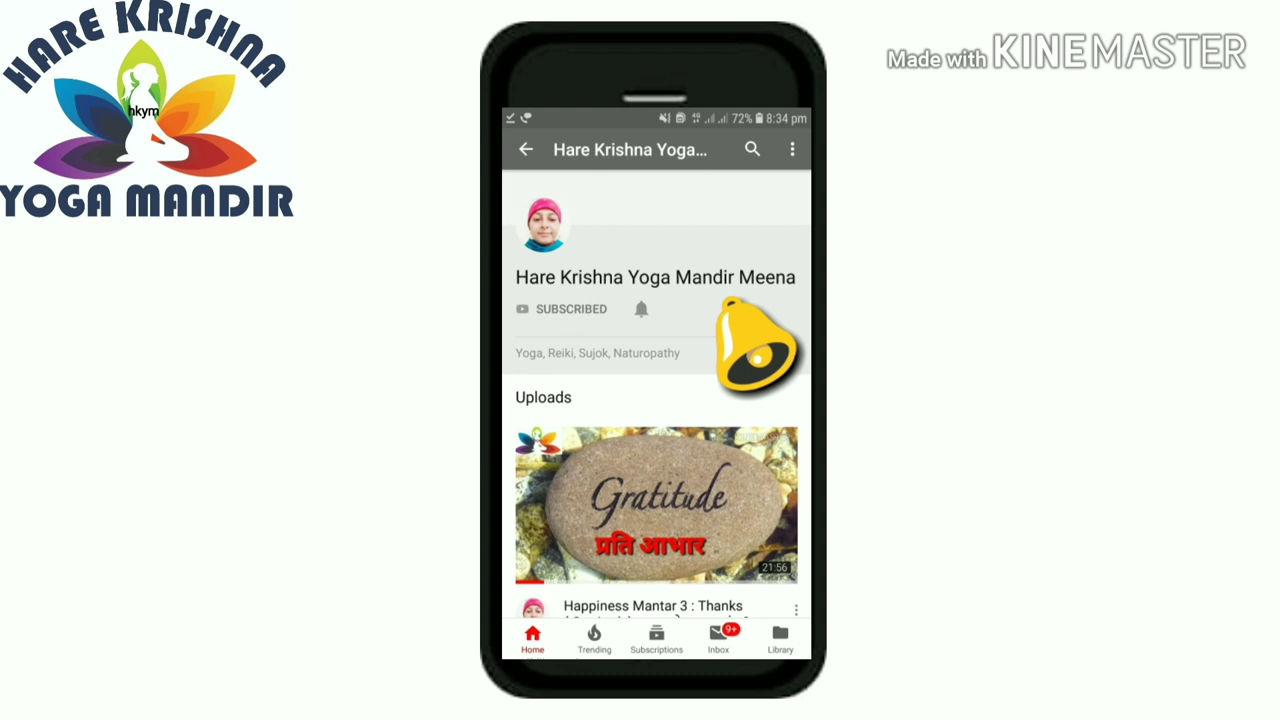 HARE KRISHNA
hkym
YOGA MANDIR
Made with KINEMASTER
4G 72% 8:34 pm
Hare Krishna Yoga...
Hare Krishna Yoga Mandir Meena
SUBSCRIBED
Yoga, Reiki, Sujok, Naturopathy
Uploads
Gratitude
प्रति आभार
21:56
Happiness Mantar 3 : Thanks
9+
Home Trending Subscriptions Inbox Library